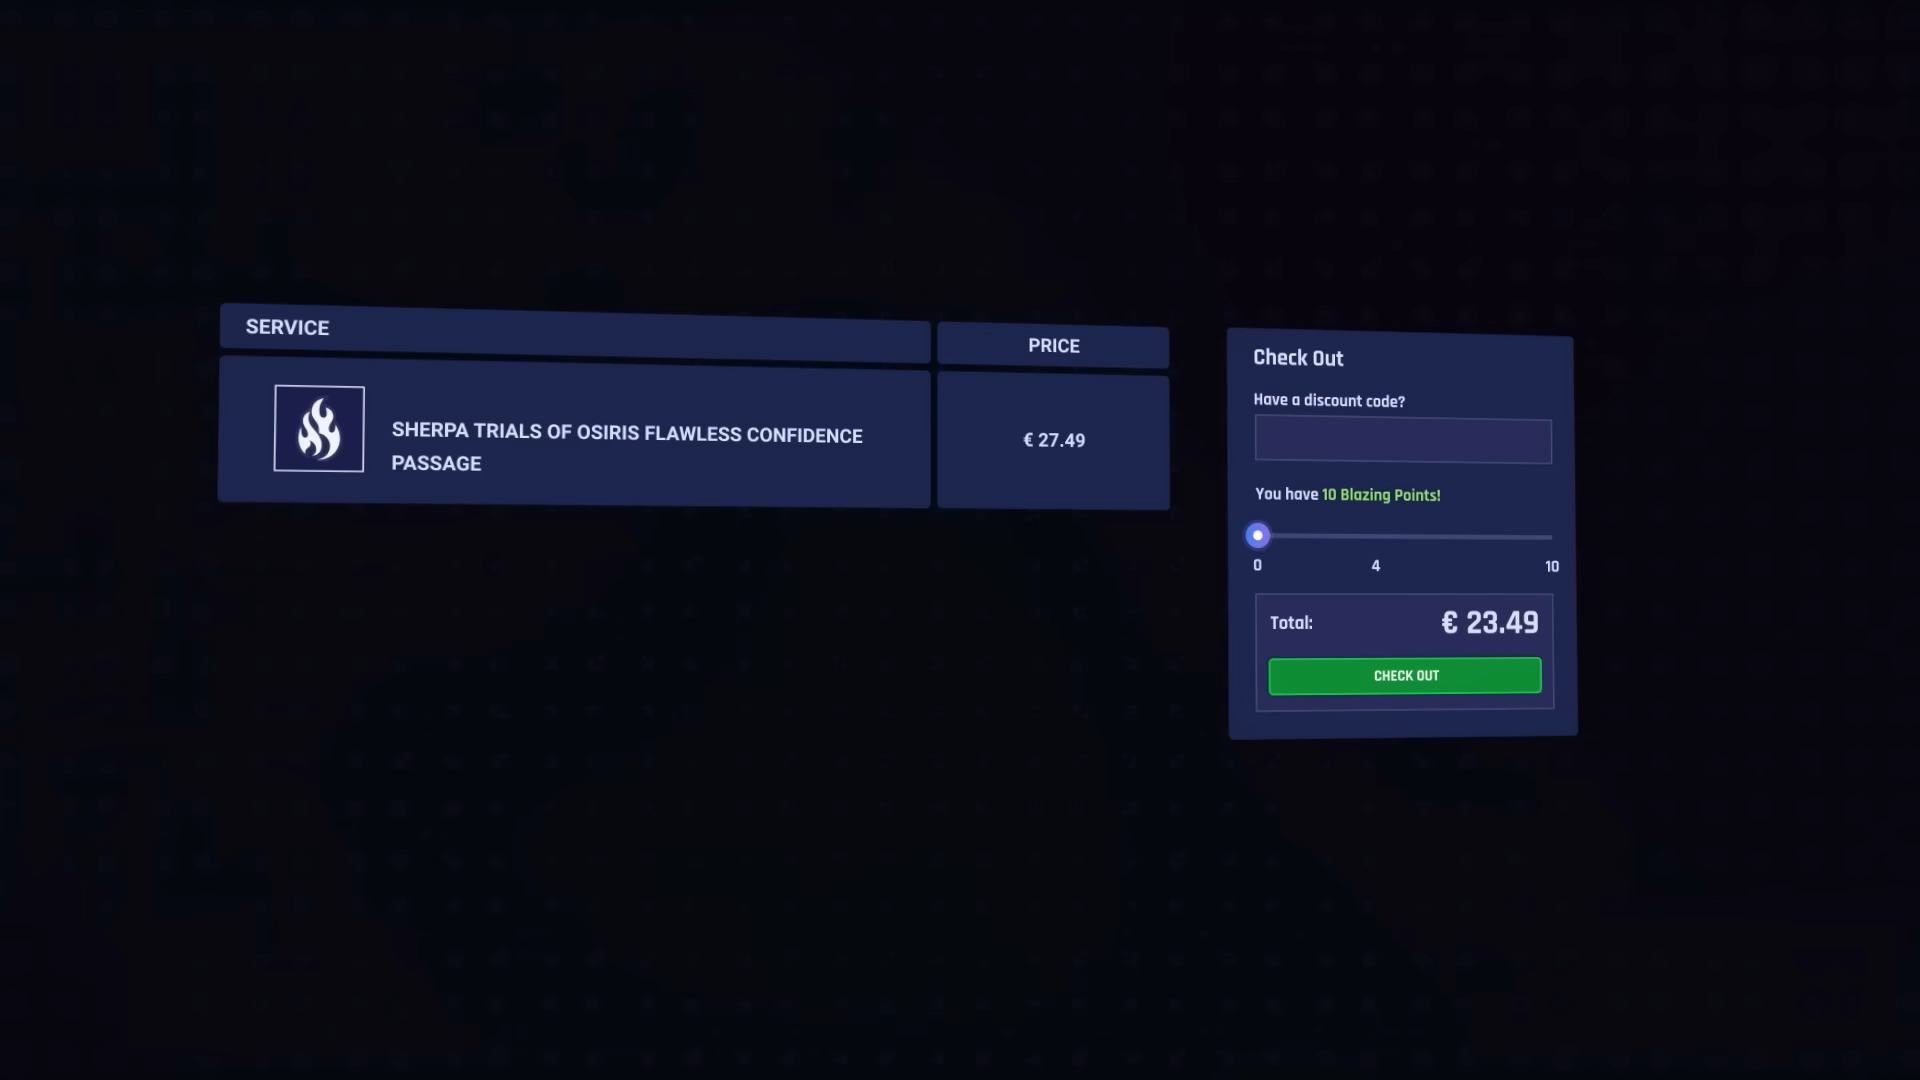 SERVICE
PRICE
SHERPA TRIALS OF OSIRIS FLAWLESS CONFIDENCE
PASSAGE
€ 27.49
Check Out
Have a discount code?
You have 10 Blazing Points!
0 4 10
Total: € 23.49
CHECK OUT